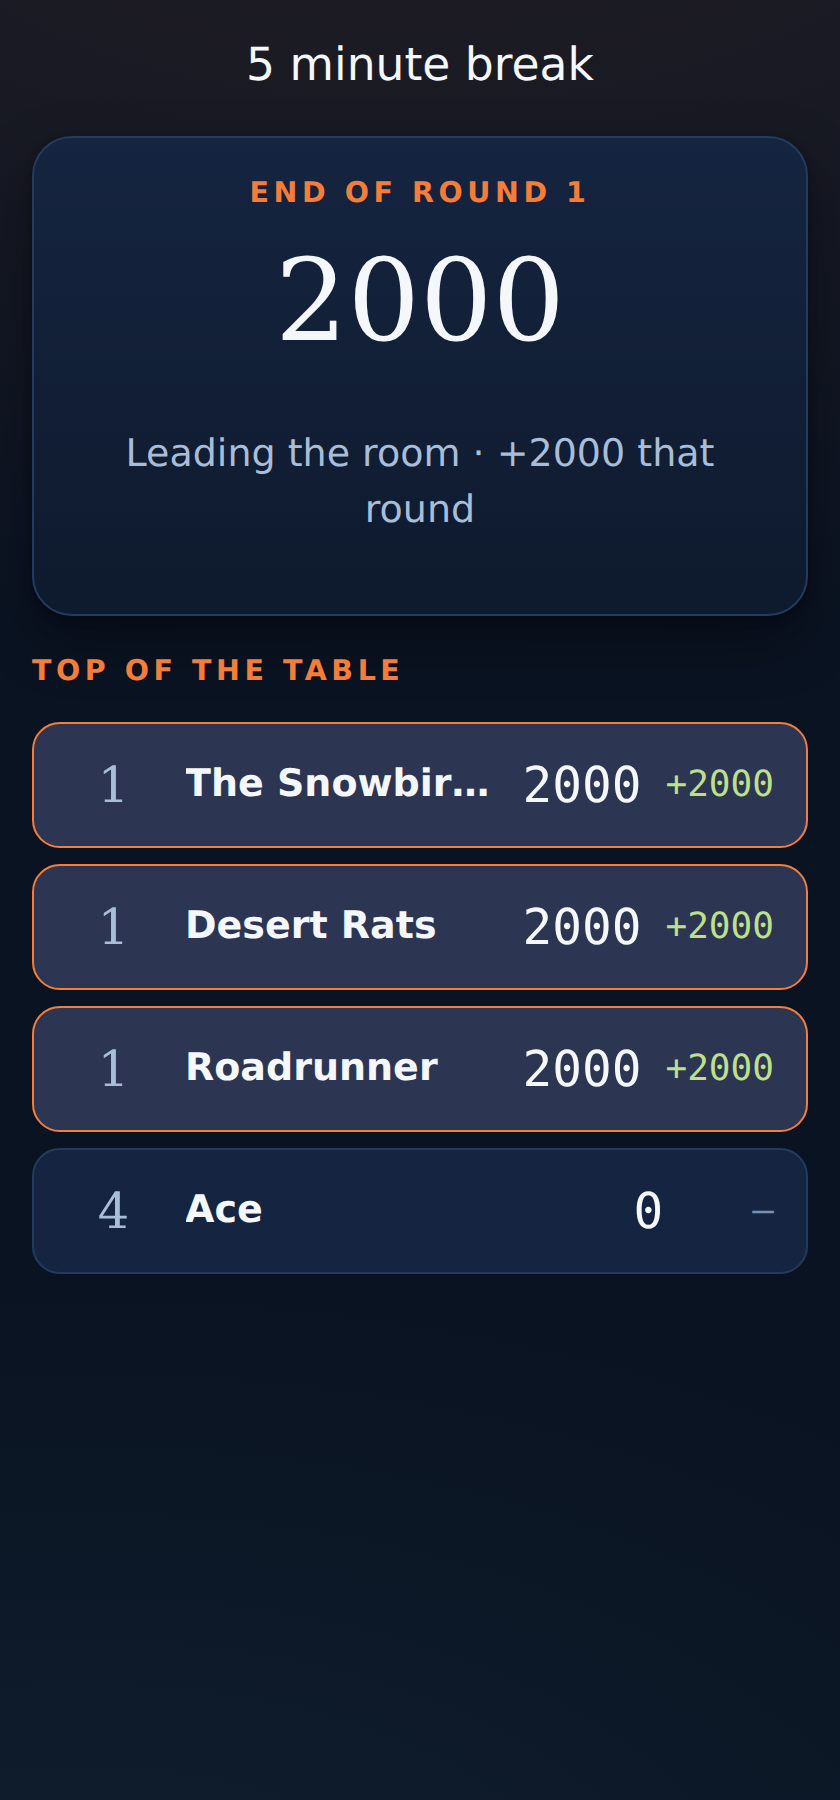 5 minute break
END OF ROUND 1
2000
Leading the room · +2000 that
round
TOP OF THE TABLE
1 The Snowbir… 2000 +2000
1 Desert Rats 2000 +2000
1 Roadrunner 2000 +2000
4 Ace 0 —